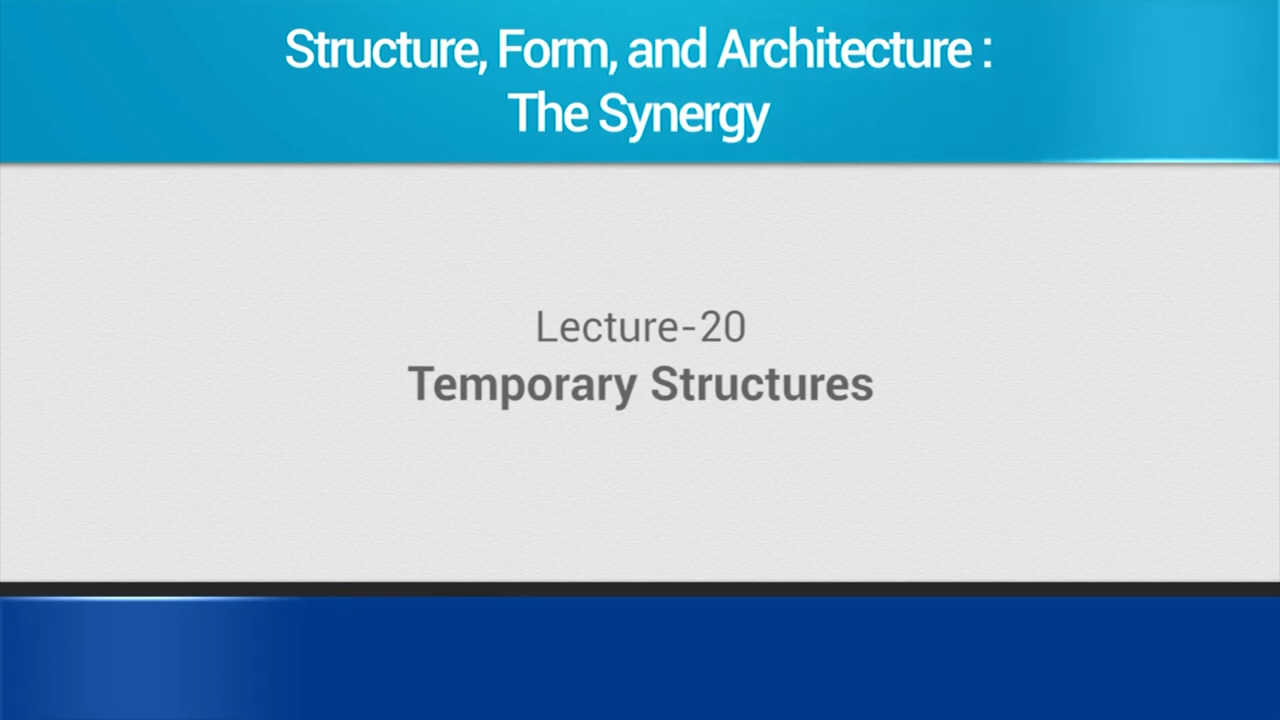 Structure, Form, and Architecture :
The Synergy
Lecture-20
Temporary Structures